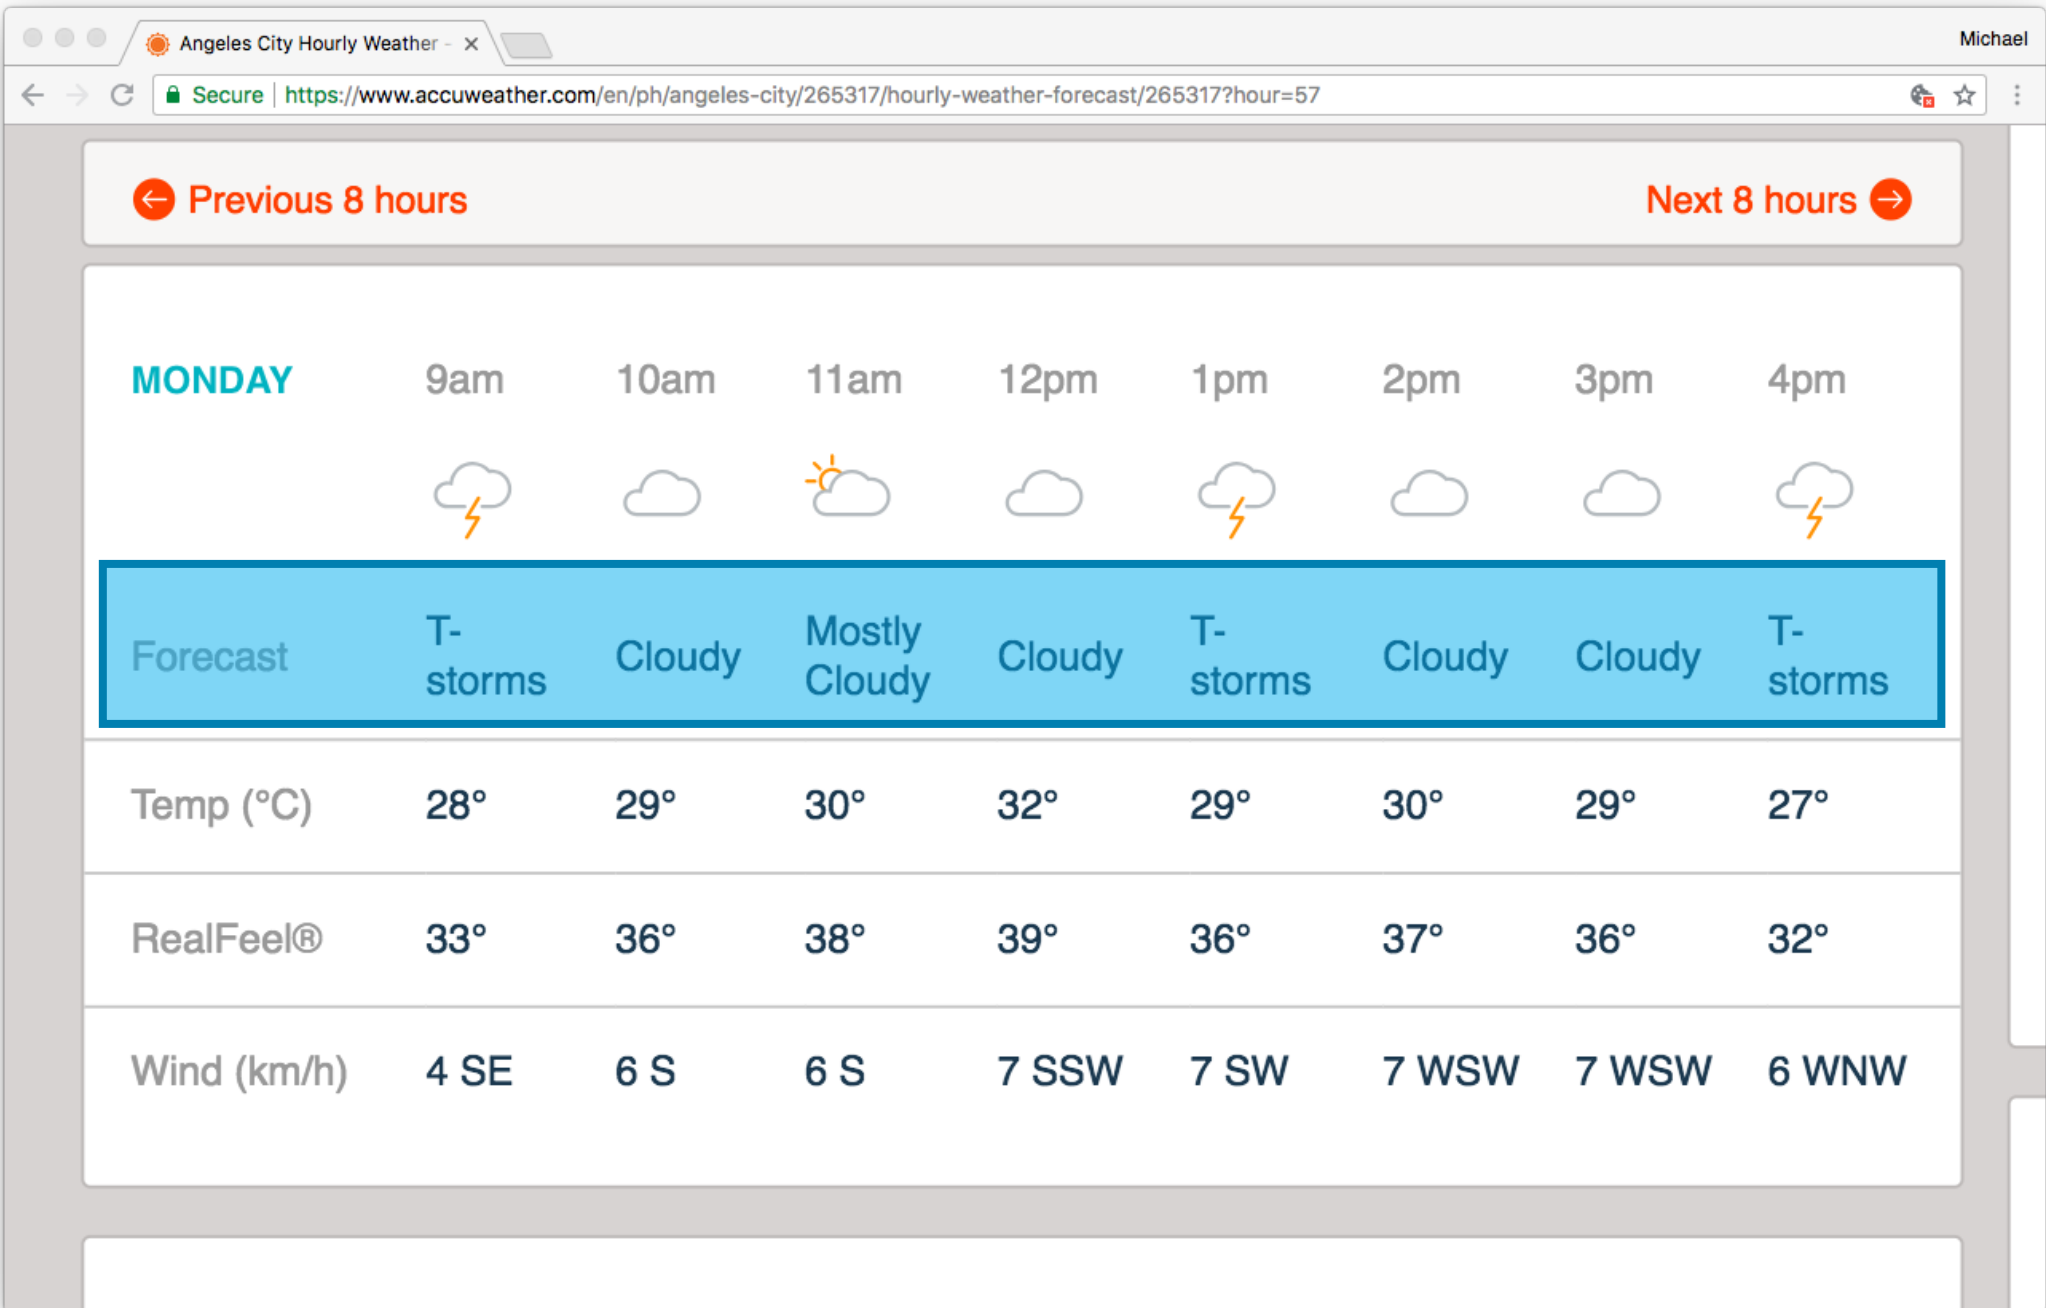 Angeles City Hourly Weather -
Michael
Secure https://www.accuweather.com/en/ph/angeles-city/265317/hourly-weather-forecast/265317?hour=57
Previous 8 hours Next 8 hours
MONDAY 9am 10am 11am 12pm 1pm 2pm 3pm 4pm
Forecast T-storms Cloudy Mostly Cloudy Cloudy T-storms Cloudy Cloudy T-storms
Temp (°C) 28° 29° 30° 32° 29° 30° 29° 27°
RealFeel® 33° 36° 38° 39° 36° 37° 36° 32°
Wind (km/h) 4 SE 6 S 6 S 7 SSW 7 SW 7 WSW 7 WSW 6 WNW